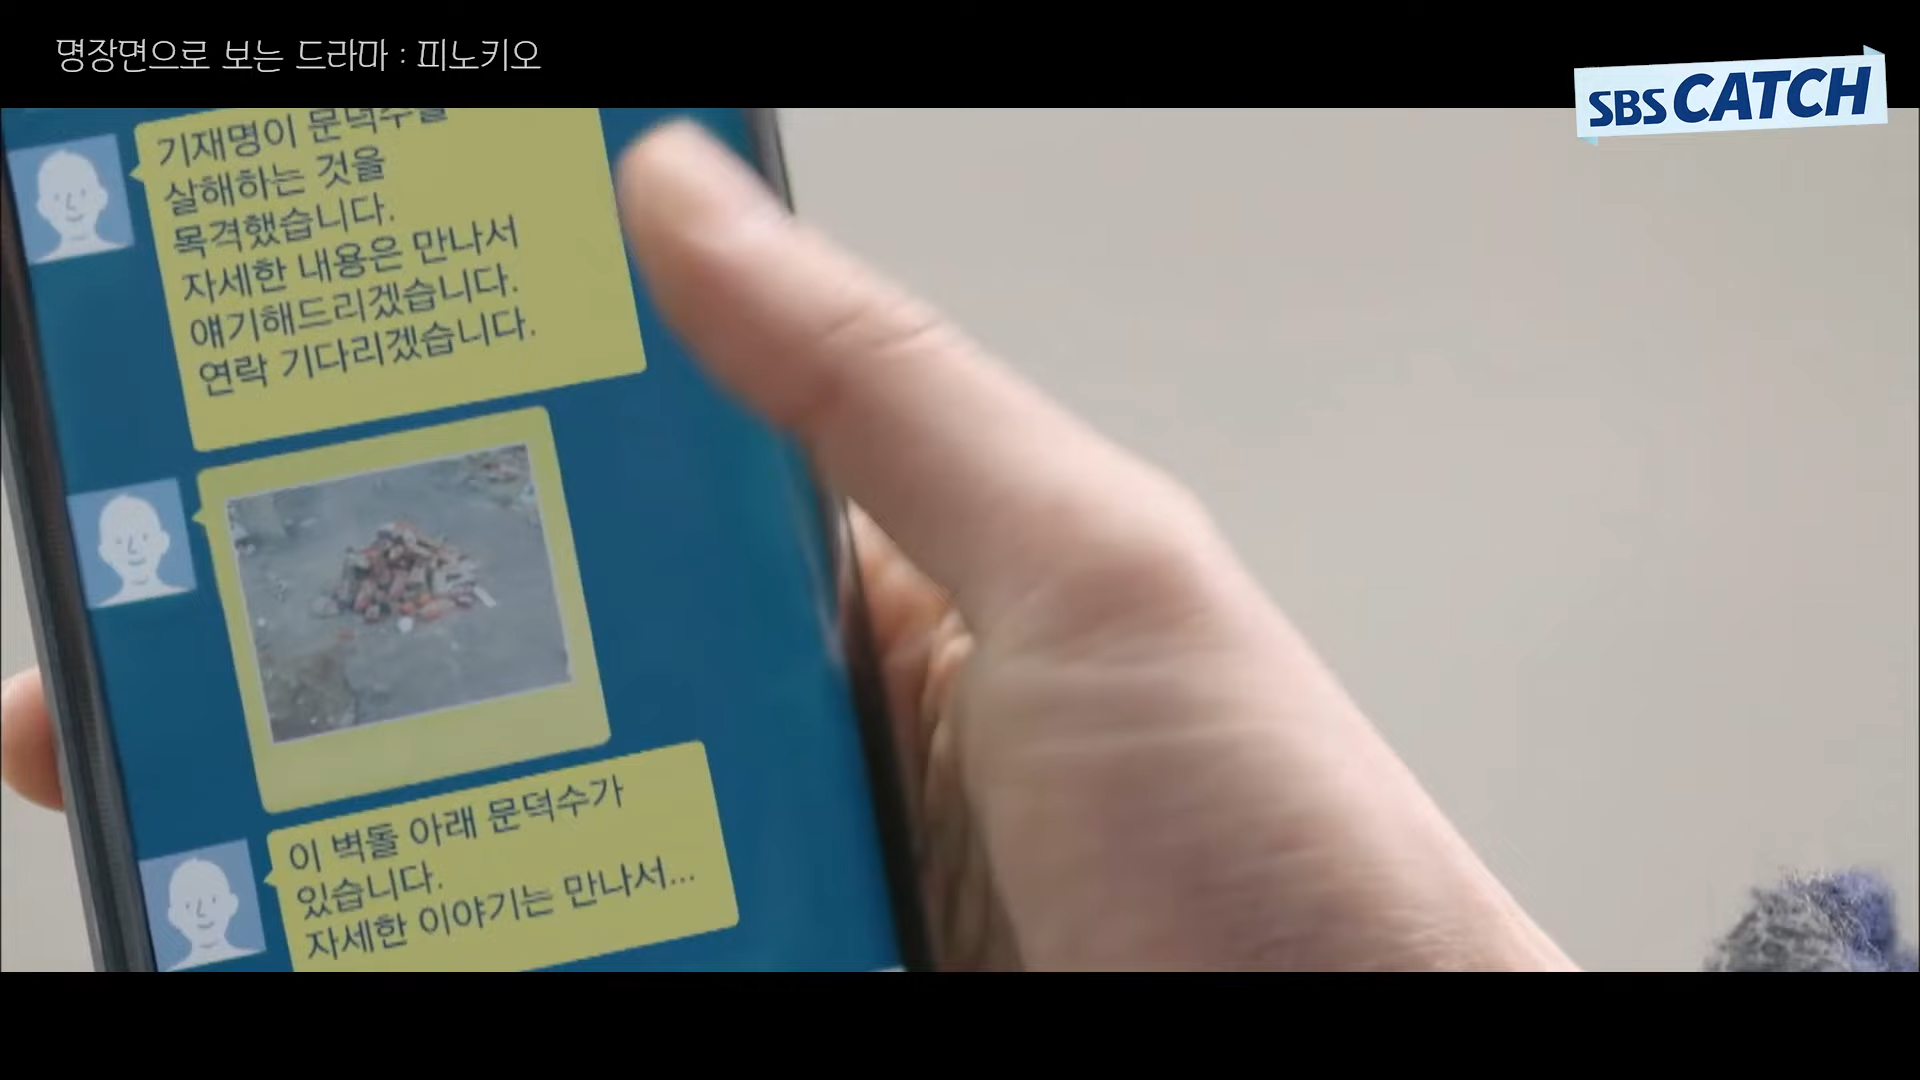 명장면으로 보는 드라마 : 피노키오
SBS CATCH
기재명이 문덕수를
살해하는 것을
목격했습니다.
자세한 내용은 만나서
얘기해드리겠습니다.
연락 기다리겠습니다.
이 벽돌 아래 문덕수가
있습니다.
자세한 이야기는 만나서...